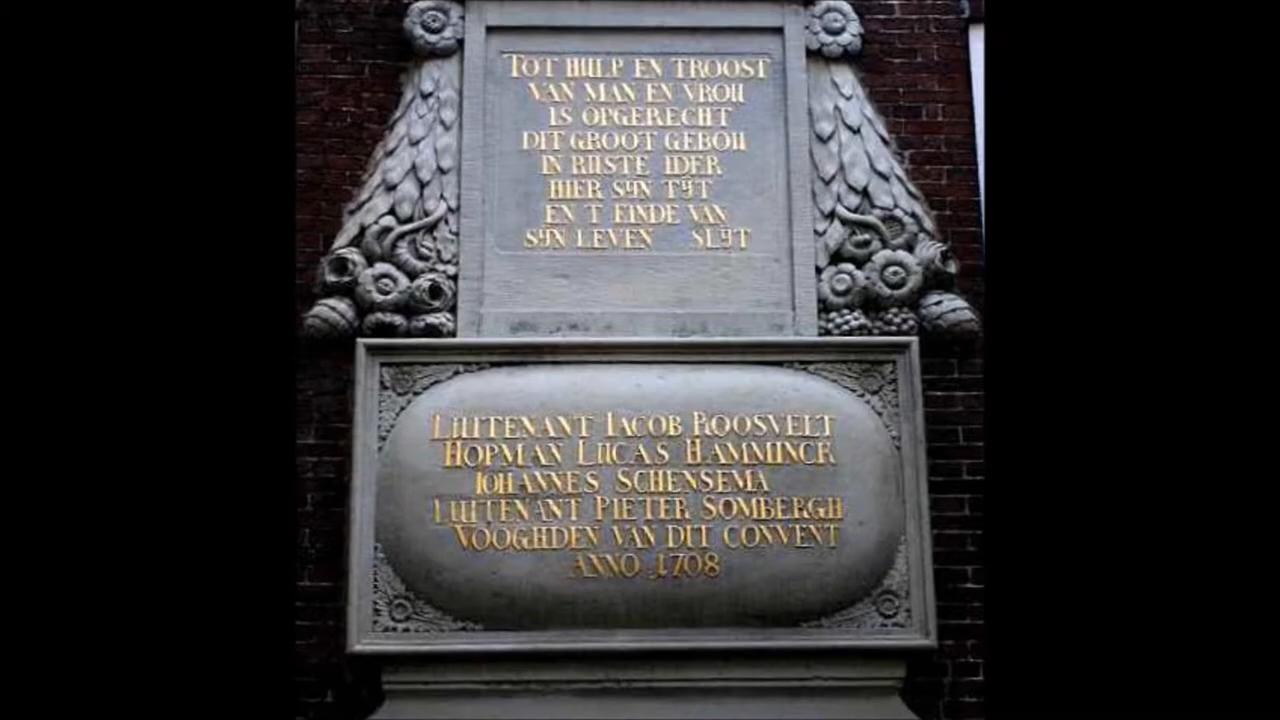 TOT HULP EN TROOST
VAN MAN EN VROU
IS OPGERECHT
DIT GROOT GEBOU
IN RUSTE IDER
HIER SYN TYT
EN T EINDE VAN
SYN LEVEN SLYT
LUITENANT IACOB ROOSVELT
HOPMAN LUCAS HAMMINCK
IOHANNES SCHENSEMA
LUITENANT PIETER SOMBERGH
VOOGHDEN VAN DIT CONVENT
ANNO 1708